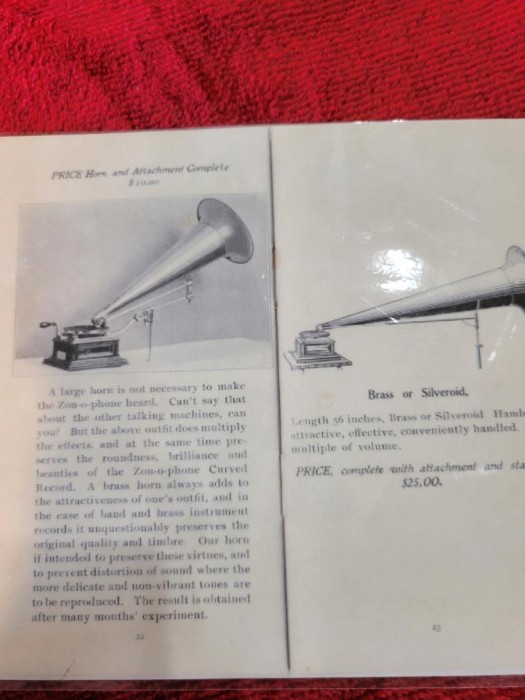 PRICE Horn and Attachment Complete
$10.00
A large horn is not necessary to make
the Zon-o-phone heard. Can't say that
about the other talking machines, can
you? But the above outfit does multiply
the effects, and at the same time pre-
serves the roundness, brilliance and
beauties of the Zon-o-phone Curved
Record. A brass horn always adds to
the attractiveness of one's outfit, and in
the case of band and brass instrument
records it unquestionably preserves the
original quality and timbre. Our horn
if intended to preserve these virtues, and
to prevent distortion of sound where the
more delicate and non-vibrant tones are
to be reproduced. The result is obtained
after many months' experiment.
22
Brass or Silveroid,
Length 56 inches, Brass or Silveroid. Hands
attractive, effective, conveniently handled.
multiple of volume.
PRICE, complete with attachment and sta
$25.00.
23